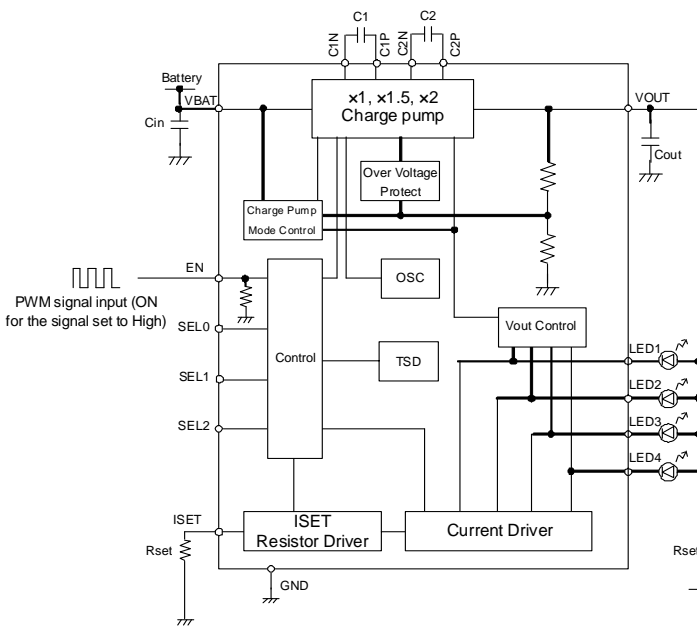 C1
C2
C1N
C1P
C2N
C2P
Battery
VBAT
Cin
×1, ×1.5, ×2
Charge pump
VOUT
Cout
Over Voltage
Protect
Charge Pump
Mode Control
EN
PWM signal input (ON
for the signal set to High)
OSC
SEL0
Control
Vout Control
LED1
TSD
SEL1
LED2
LED3
SEL2
LED4
ISET
ISET
Resistor Driver
Current Driver
Rset
Rset
GND